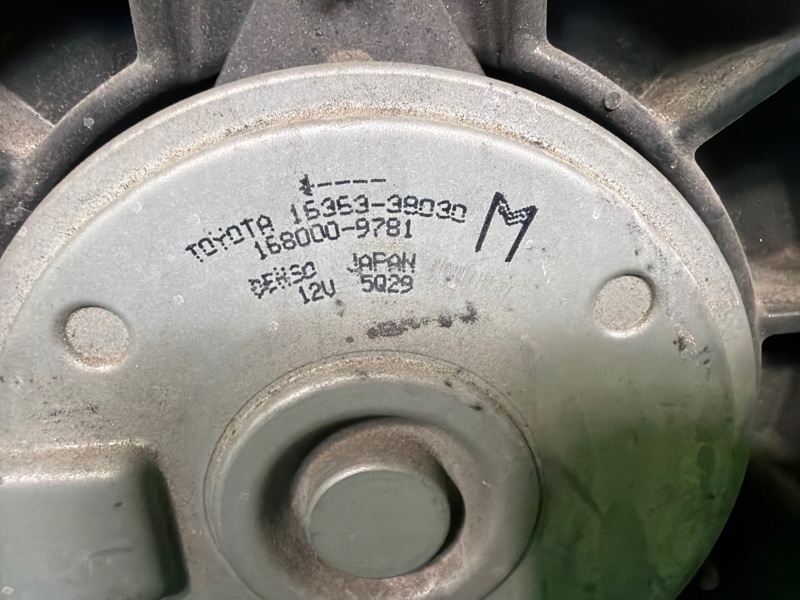 TOYOTA 16363-38030
168000-9781
M
DENSO JAPAN
12V 5Q29